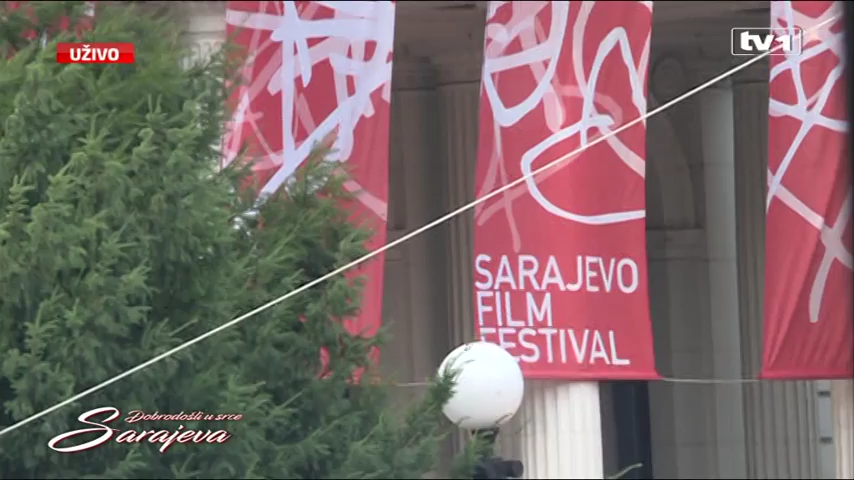 UŽIVO
tv1
SARAJEVO
FILM
FESTIVAL
Dobrodošli u srce
Sarajeva